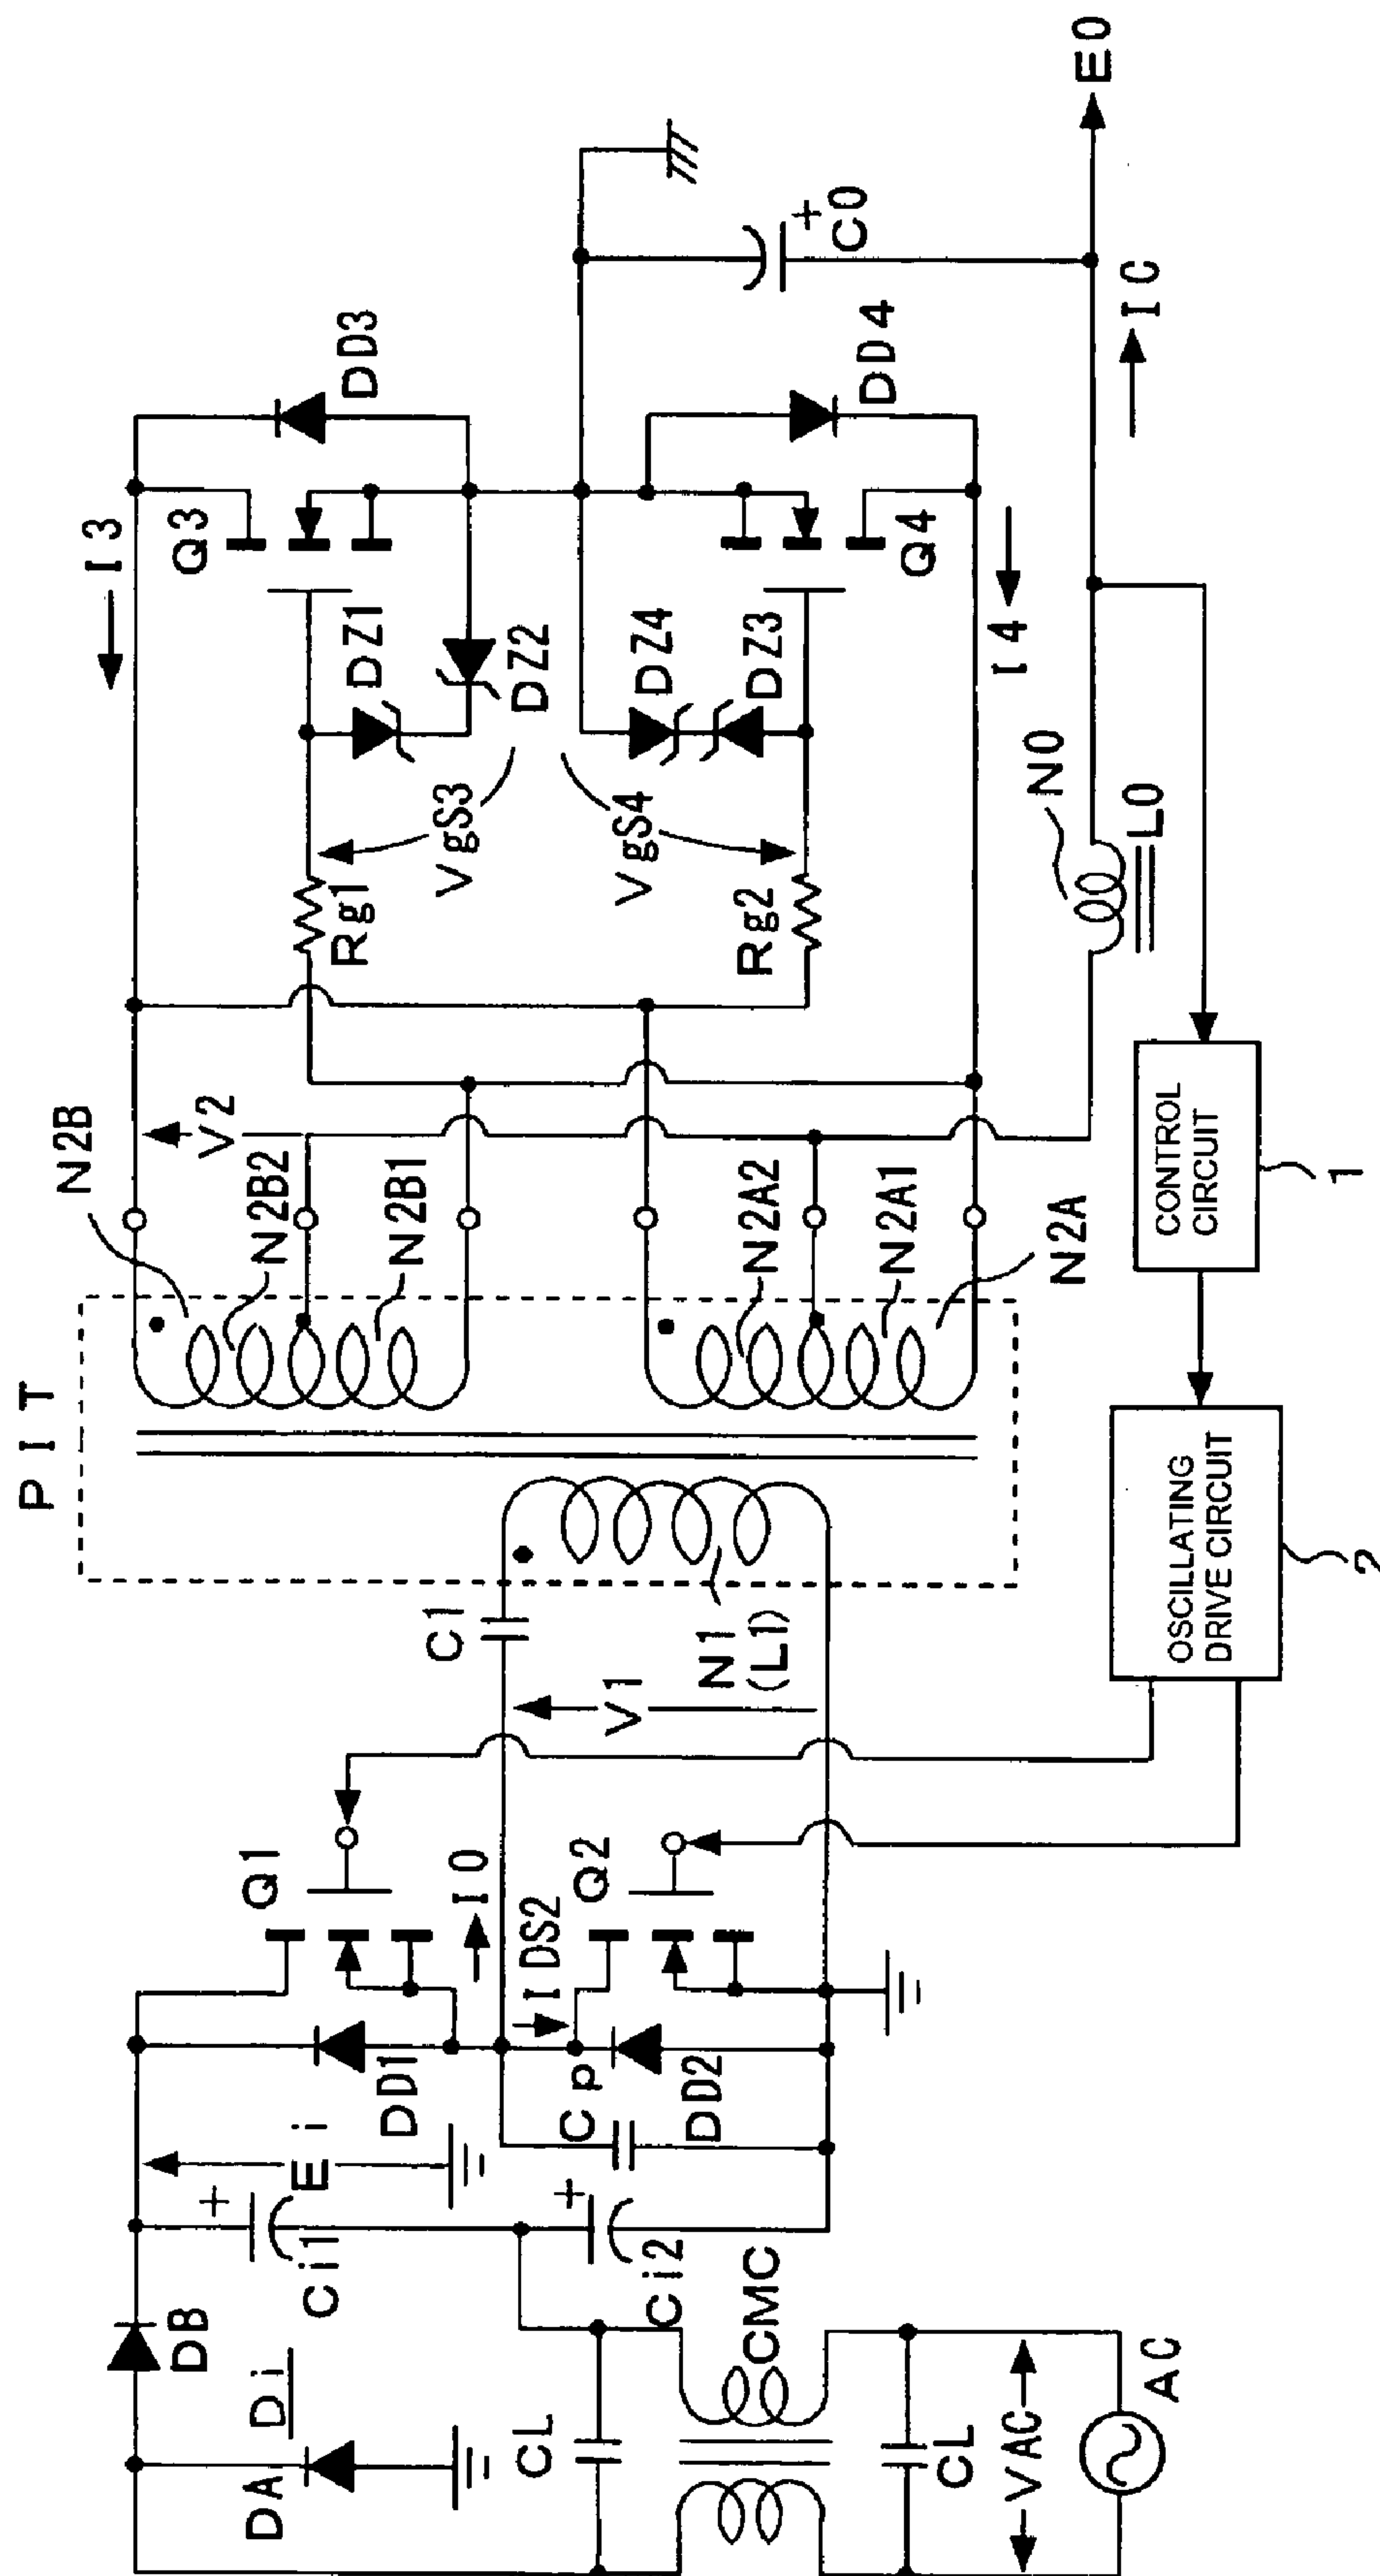 E0
C0
+
IC
DD3
DD4
I3
Q3
Q4
I4
DZ1
DZ2
DZ4
DZ3
VgS3
VgS4
Rg1
Rg2
N0
L0
V2
N2B
N2B2
N2B1
N2A2
N2A1
N2A
CONTROL
CIRCUIT
1
PIT
OSCILLATING
DRIVE CIRCUIT
2
C1
N1
(L1)
V1
Q1
I0
Q2
IDS2
DD1
Cp
DD2
Ei
+
Ci1
+
Ci2
CMC
DB
Di
DA
CL
CL
VAC
AC